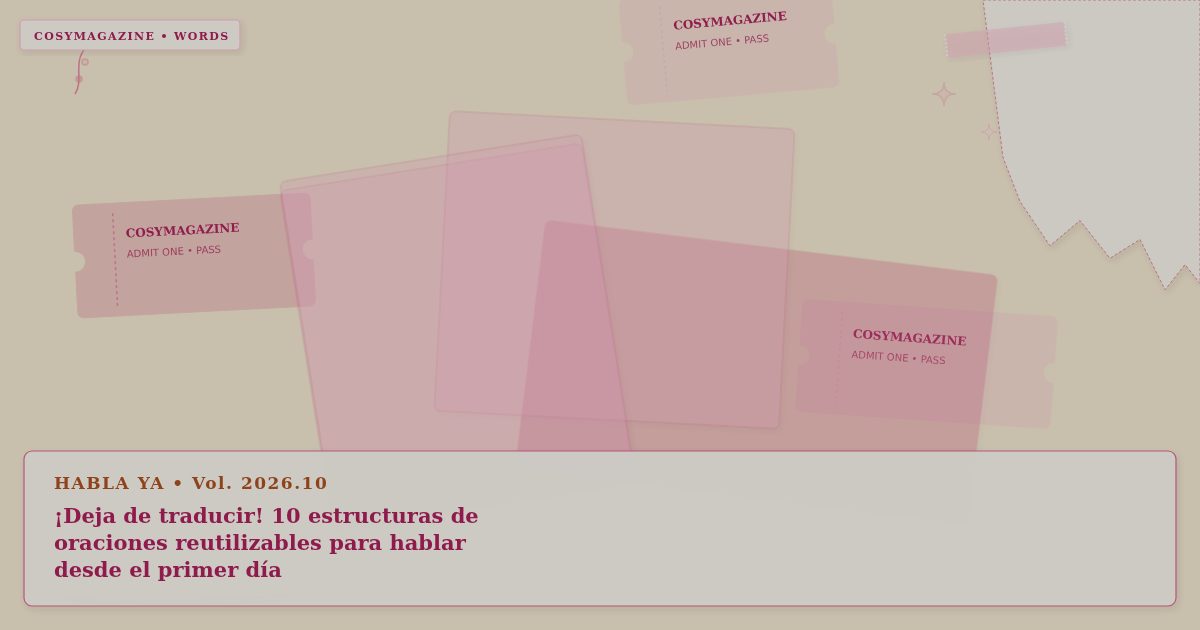 COSYMAGAZINE • WORDS
COSYMAGAZINE
ADMIT ONE • PASS
COSYMAGAZINE
ADMIT ONE • PASS
COSYMAGAZINE
ADMIT ONE • PASS
HABLA YA • Vol. 2026.10
¡Deja de traducir! 10 estructuras de
oraciones reutilizables para hablar
desde el primer día